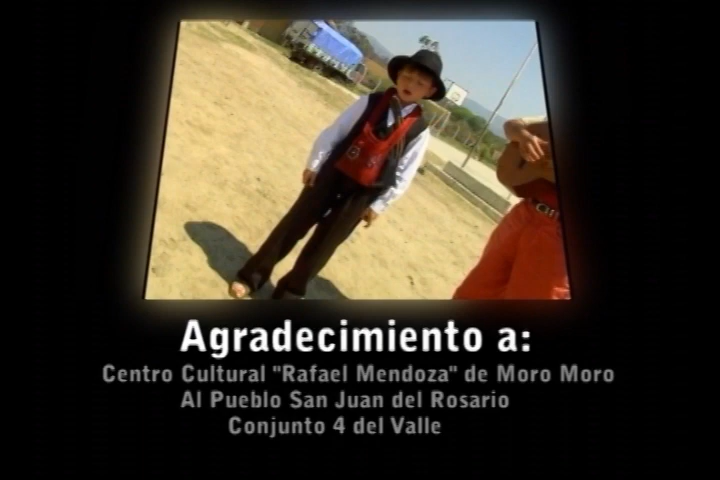 Agradecimiento a:
Centro Cultural "Rafael Mendoza" de Moro Moro
Al Pueblo San Juan del Rosario
Conjunto 4 del Valle